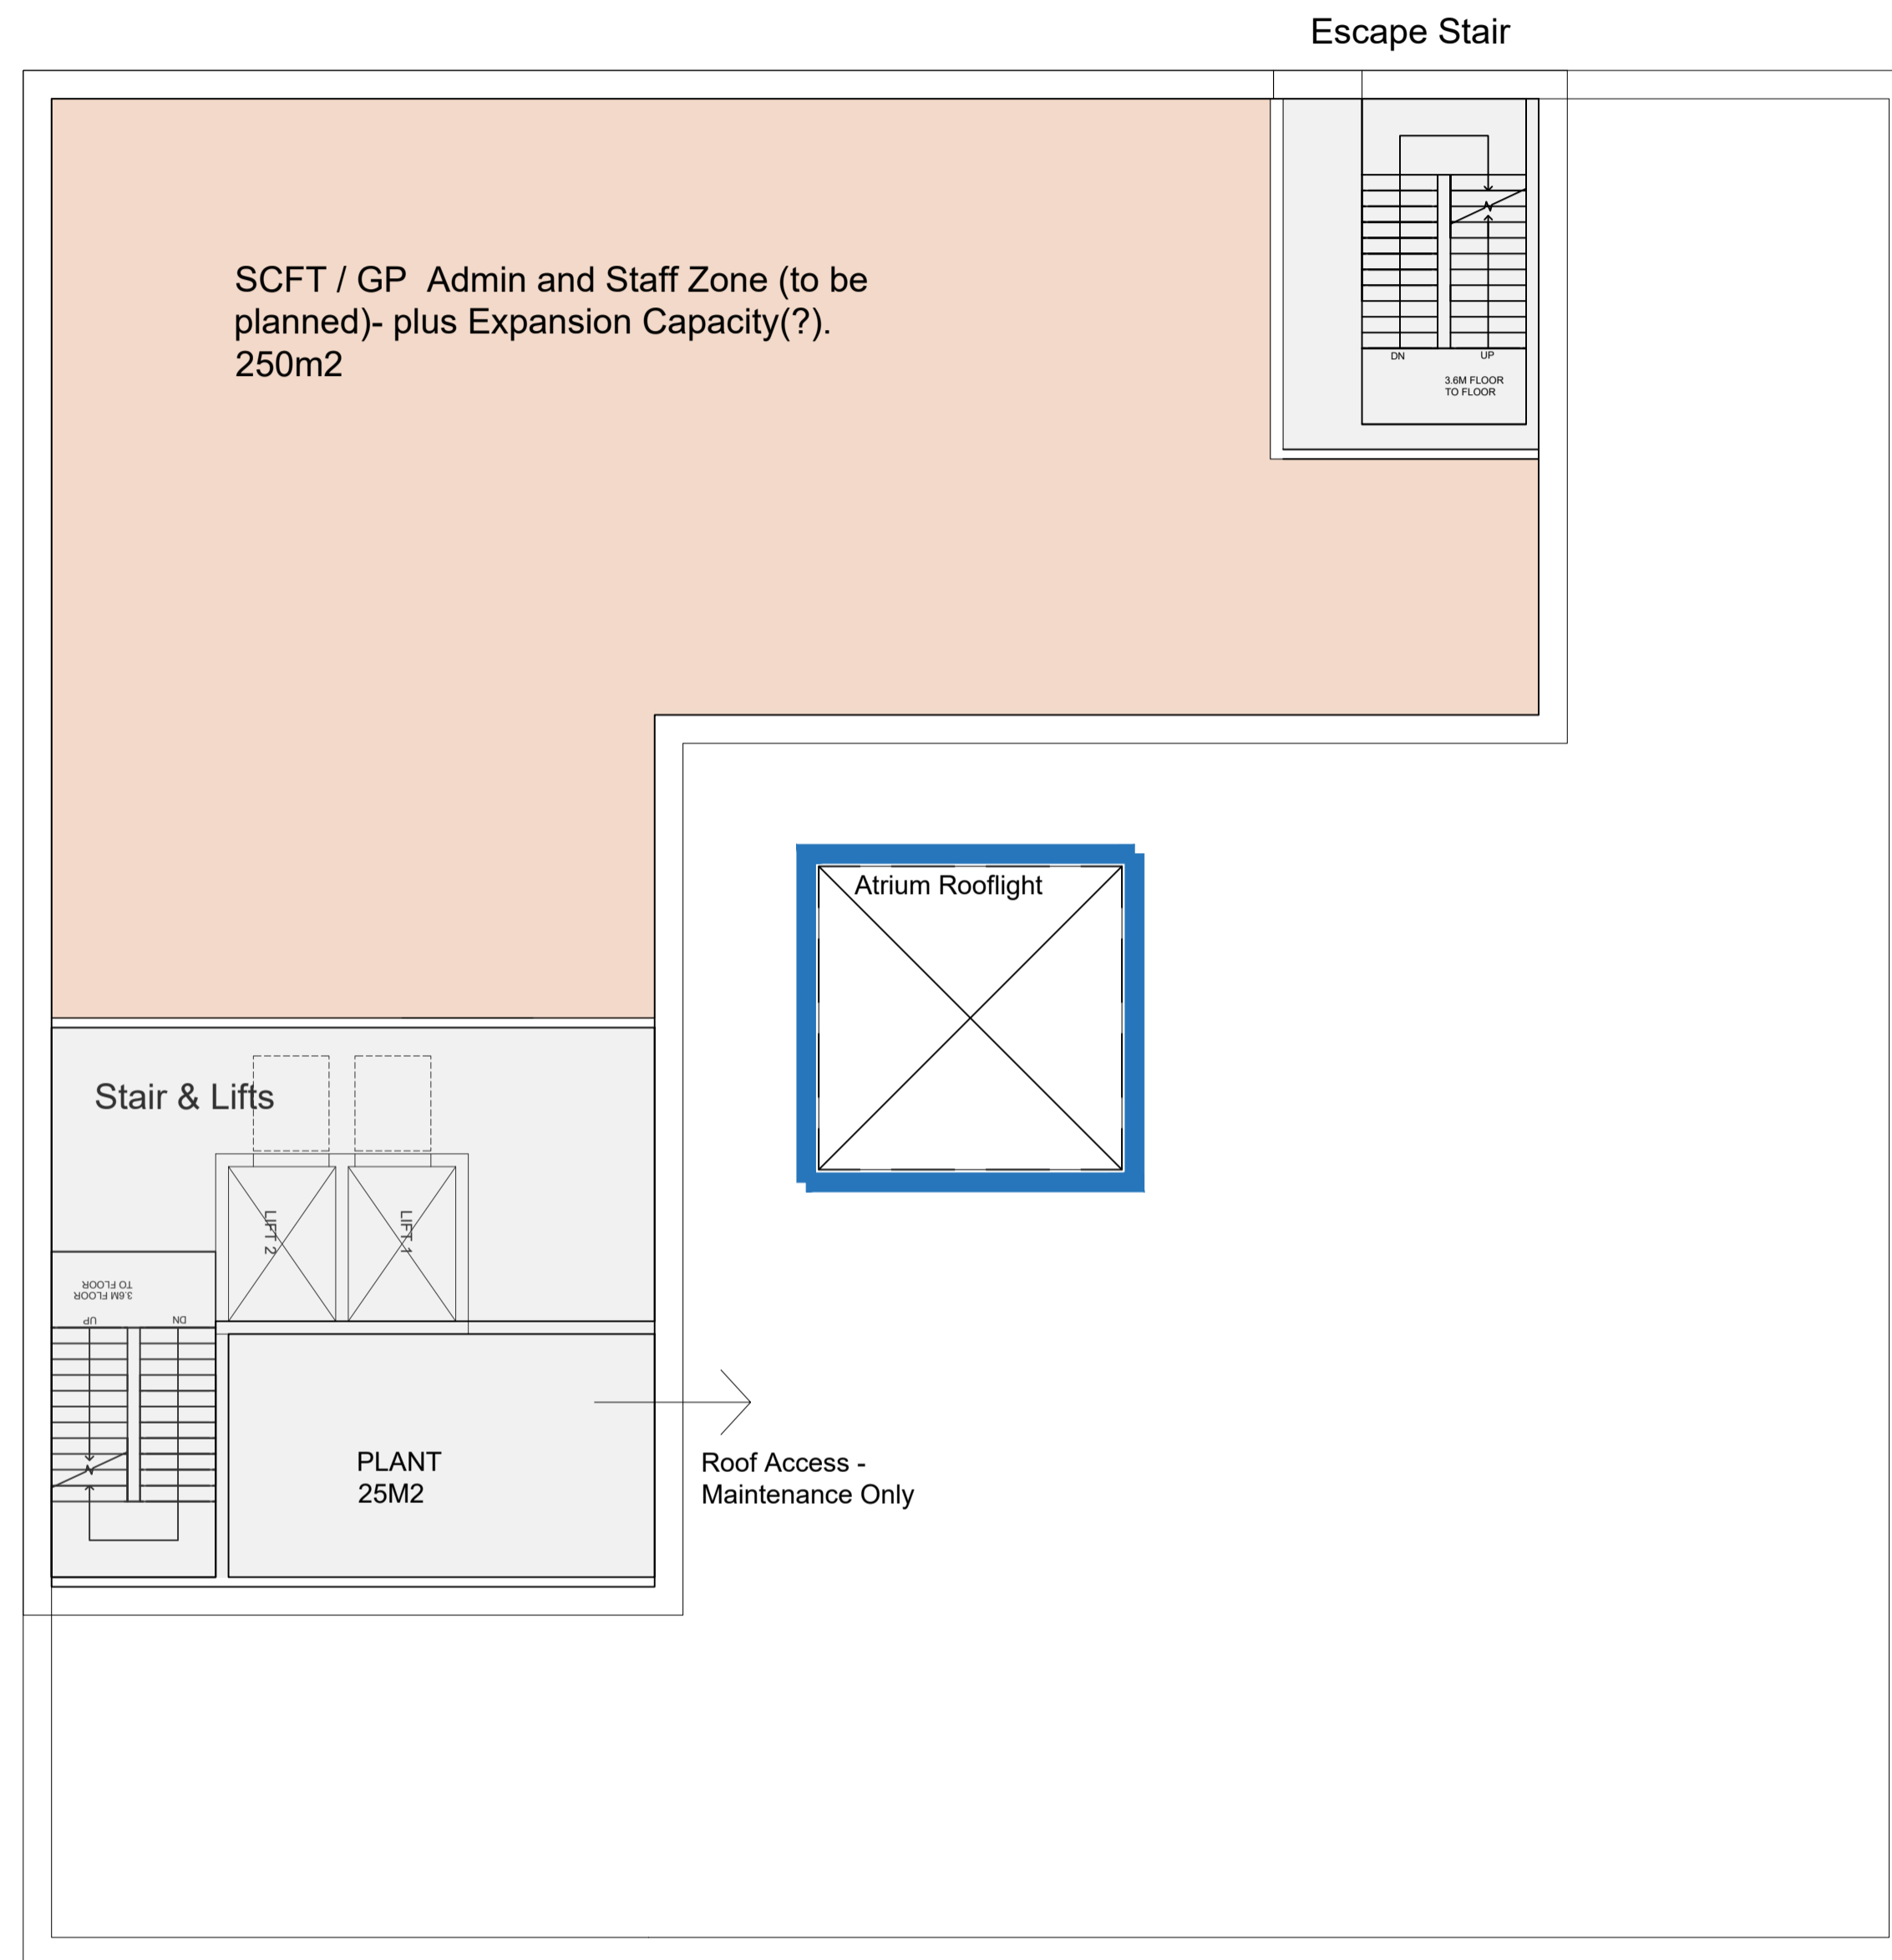 Escape Stair
SCFT / GP  Admin and Staff Zone (to be
planned)- plus Expansion Capacity(?).
250m2
DN
UP
3.6M FLOOR
TO FLOOR
Atrium Rooflight
Stair & Lifts
LIFT 2
LIFT 1
3.6M FLOOR
TO FLOOR
UP
DN
PLANT
25M2
Roof Access -
Maintenance Only